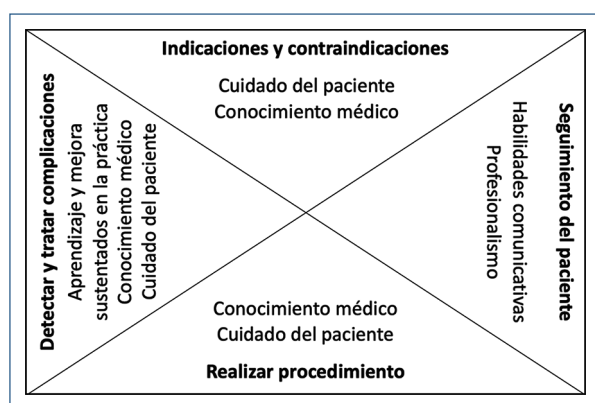 Indicaciones y contraindicaciones
Cuidado del paciente
Conocimiento médico
Detectar y tratar complicaciones
Aprendizaje y mejora
sustentados en la práctica
Conocimiento médico
Cuidado del paciente
Seguimiento del paciente
Habilidades comunicativas
Profesionalismo
Conocimiento médico
Cuidado del paciente
Realizar procedimiento